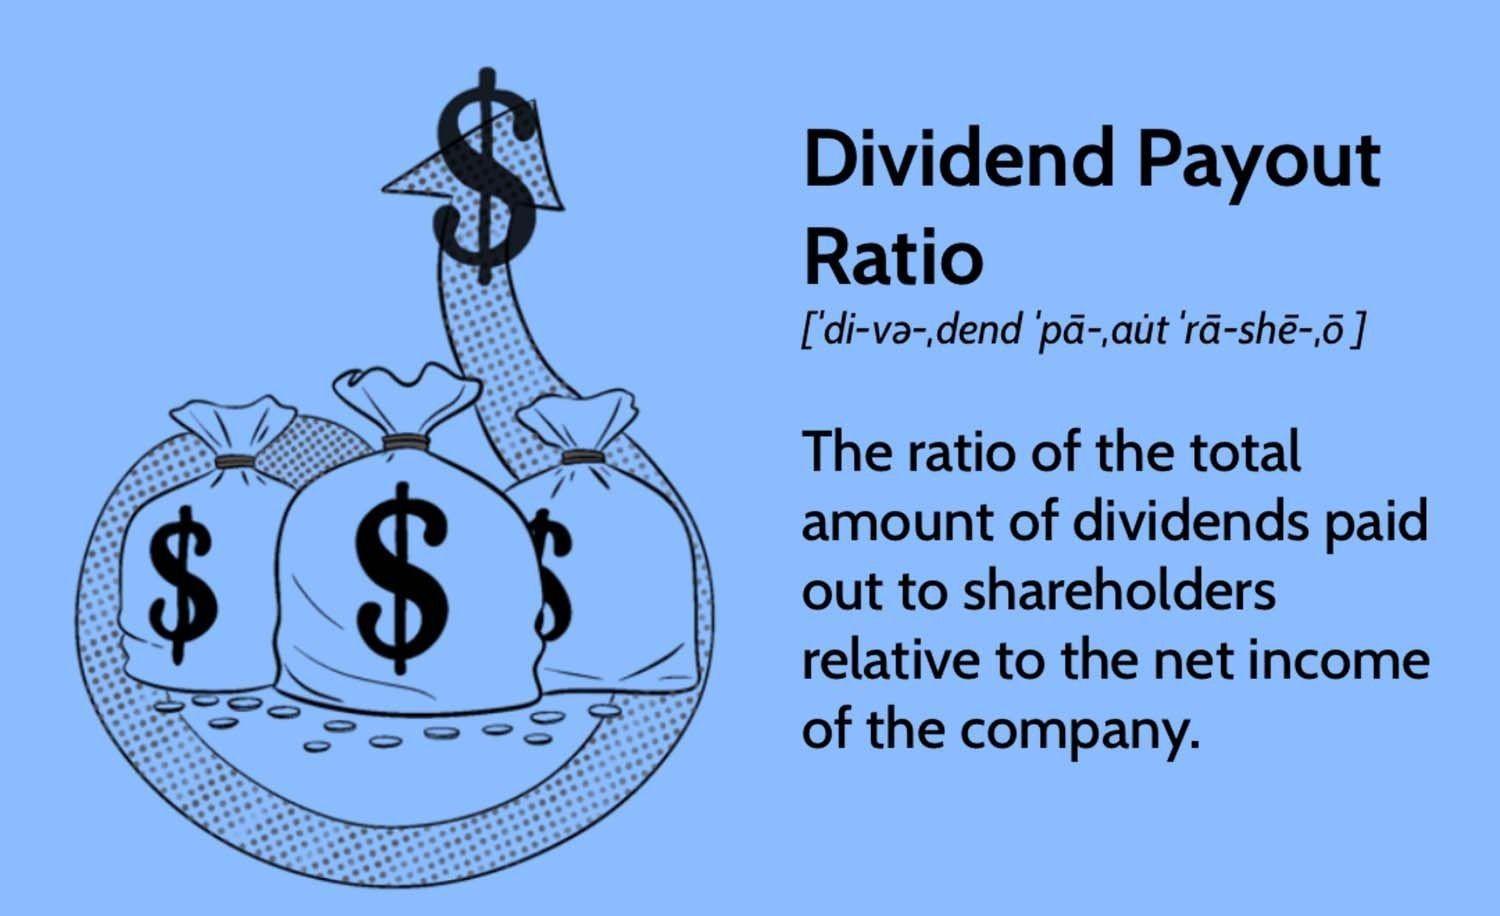 $
$
$
$
Dividend Payout
Ratio
[ˈdi-və-ˌdend ˈpā-ˌau̇t ˈrā-shē-ˌō ]
The ratio of the total
amount of dividends paid
out to shareholders
relative to the net income
of the company.